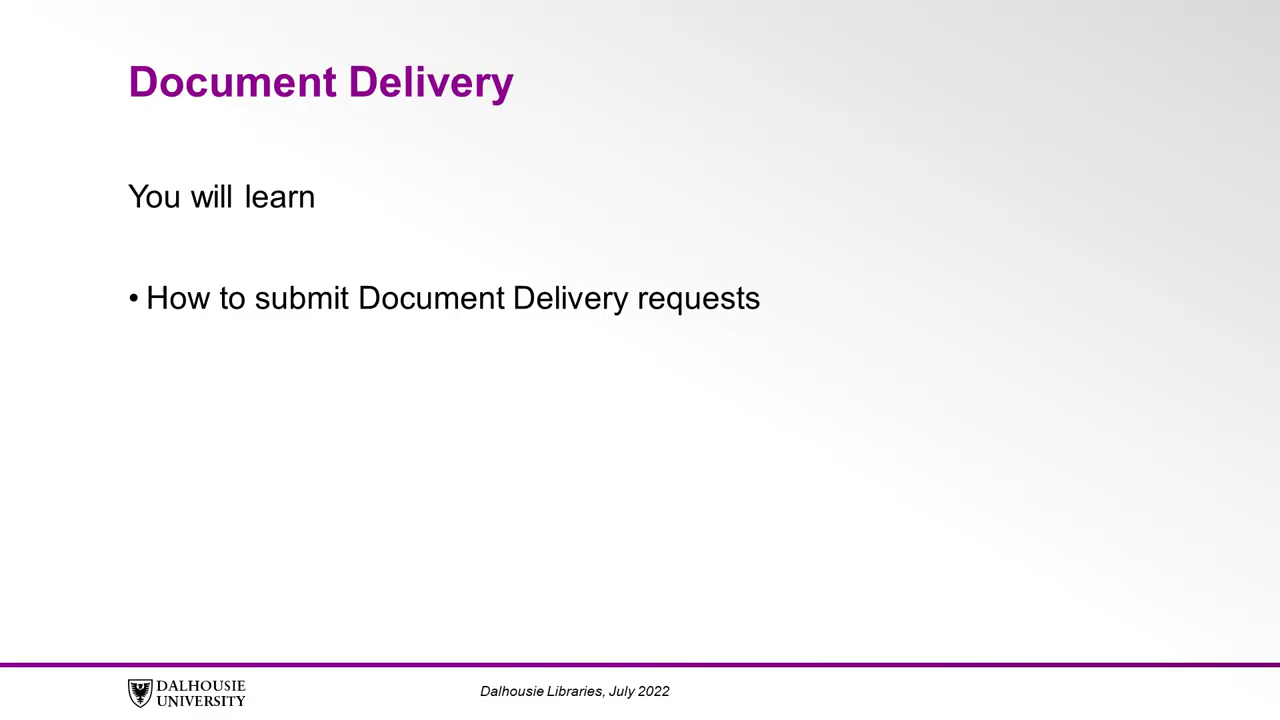 Document Delivery
You will learn
• How to submit Document Delivery requests
DALHOUSIE
UNIVERSITY
Dalhousie Libraries, July 2022